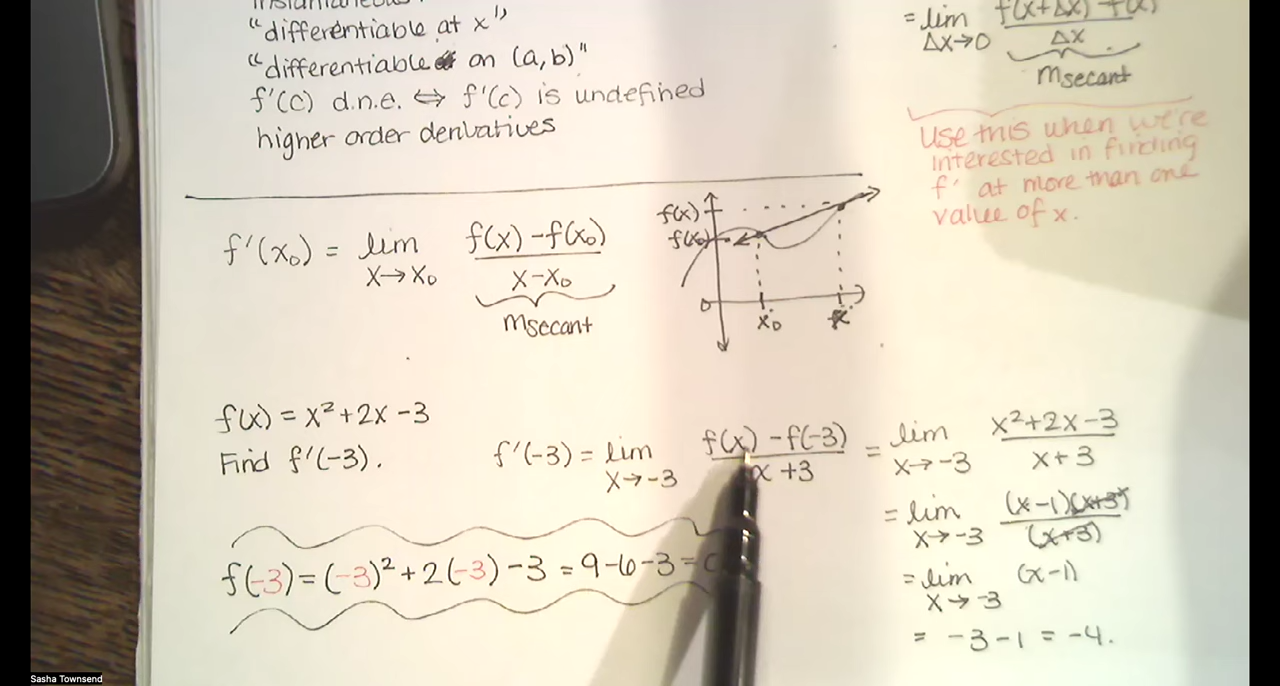 "differentiable at x"
"differentiable on (a,b)"
f'(c) d.n.e. ⇔ f'(c) is undefined
higher order derivatives
= lim f(x+Δx) - f(x)
Δx→0 Δx
msecant
Use this when we're
interested in finding
f' at more than one
value of x.
f'(x₀) = lim f(x) - f(x₀)
x→x₀ x-x₀
msecant
f(x)
f(x₀)
0
x₀
x
f(x) = x²+2x-3
Find f'(-3).
f'(-3) = lim f(x) - f(-3) = lim x²+2x-3
x→-3 x+3 x→-3 x+3
= lim (x-1)(x+3)
x→-3 (x+3)
= lim (x-1)
x→-3
= -3-1 = -4.
f(-3) = (-3)² + 2(-3) - 3 = 9-6-3 =
Sasha Townsend